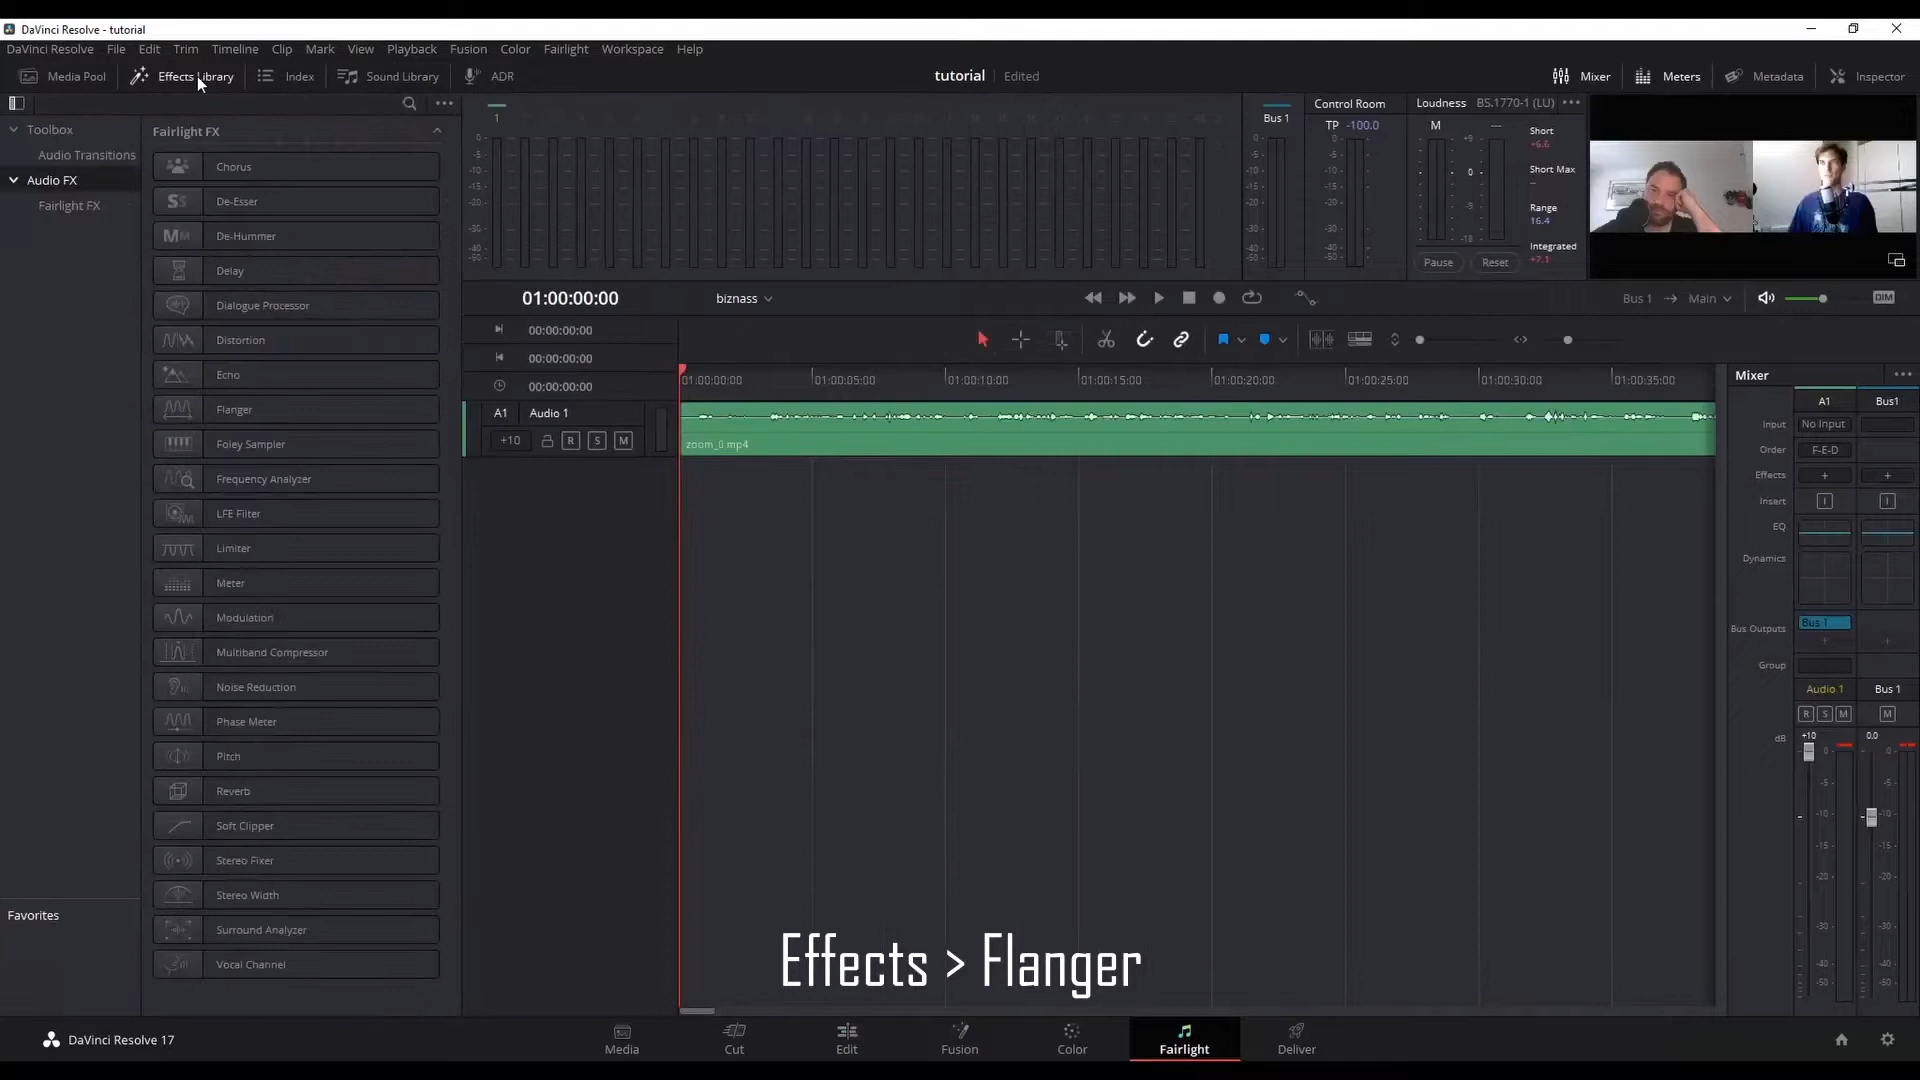 DaVinci Resolve - tutorial
DaVinci Resolve File Edit Trim Timeline Clip Mark View Playback Fusion Color Fairlight Workspace Help
Media Pool Effects Library Index Sound Library ADR tutorial Edited Mixer Meters Metadata Inspector
Toolbox
Audio Transitions
Audio FX
Fairlight FX
Favorites
Fairlight FX
Chorus
De-Esser
De-Hummer
Delay
Dialogue Processor
Distortion
Echo
Flanger
Foley Sampler
Frequency Analyzer
LFE Filter
Limiter
Meter
Modulation
Multiband Compressor
Noise Reduction
Phase Meter
Pitch
Reverb
Soft Clipper
Stereo Fixer
Stereo Width
Surround Analyzer
Vocal Channel
1
Bus 1
Control Room
TP -100.0
Loudness BS.1770-1 (LU)
M
Short
+6.6
Short Max
Range
16.4
Integrated
+7.1
Pause Reset
01:00:00:00 biznass Bus 1 Main DIM
00:00:00:00
00:00:00:00
00:00:00:00
01:00:00:00 01:00:05:00 01:00:10:00 01:00:15:00 01:00:20:00 01:00:25:00 01:00:30:00 01:00:35:00
A1 Audio 1
+10 R S M
zoom_0.mp4
Mixer
A1 Bus1
Input No Input
Order F-E-D
Effects + +
Insert I I
EQ
Dynamics
Bus Outputs Bus 1
Group
Audio 1 Bus 1
R S M M
dB +10 0.0
Effects > Flanger
DaVinci Resolve 17
Media Cut Edit Fusion Color Fairlight Deliver